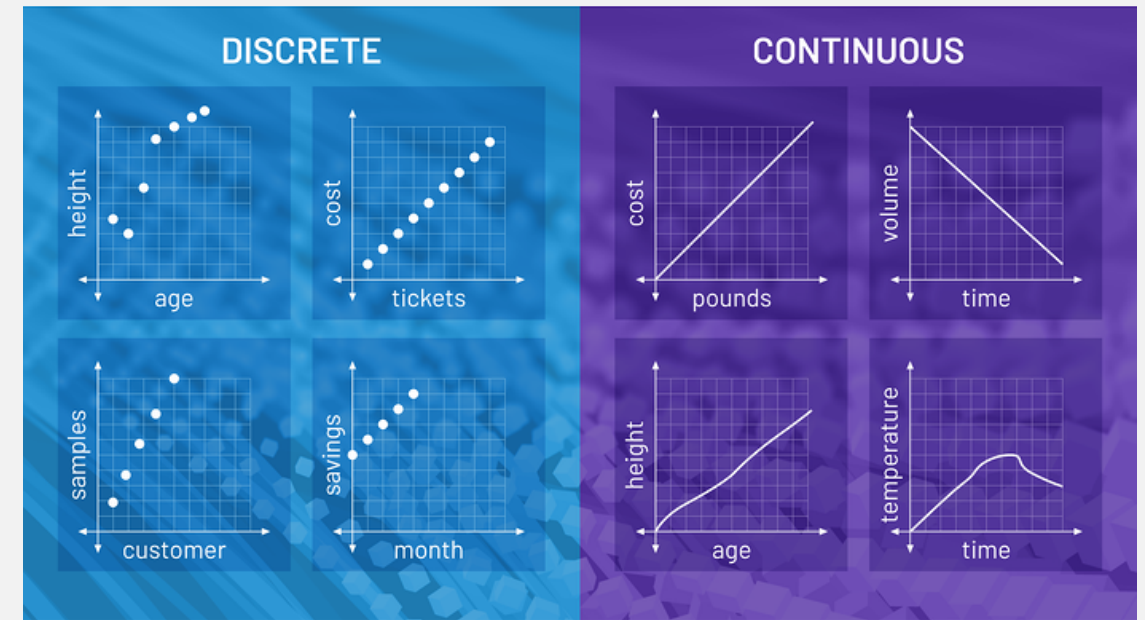 DISCRETE
height
age
cost
tickets
samples
customer
savings
month
CONTINUOUS
cost
pounds
volume
time
height
age
temperature
time